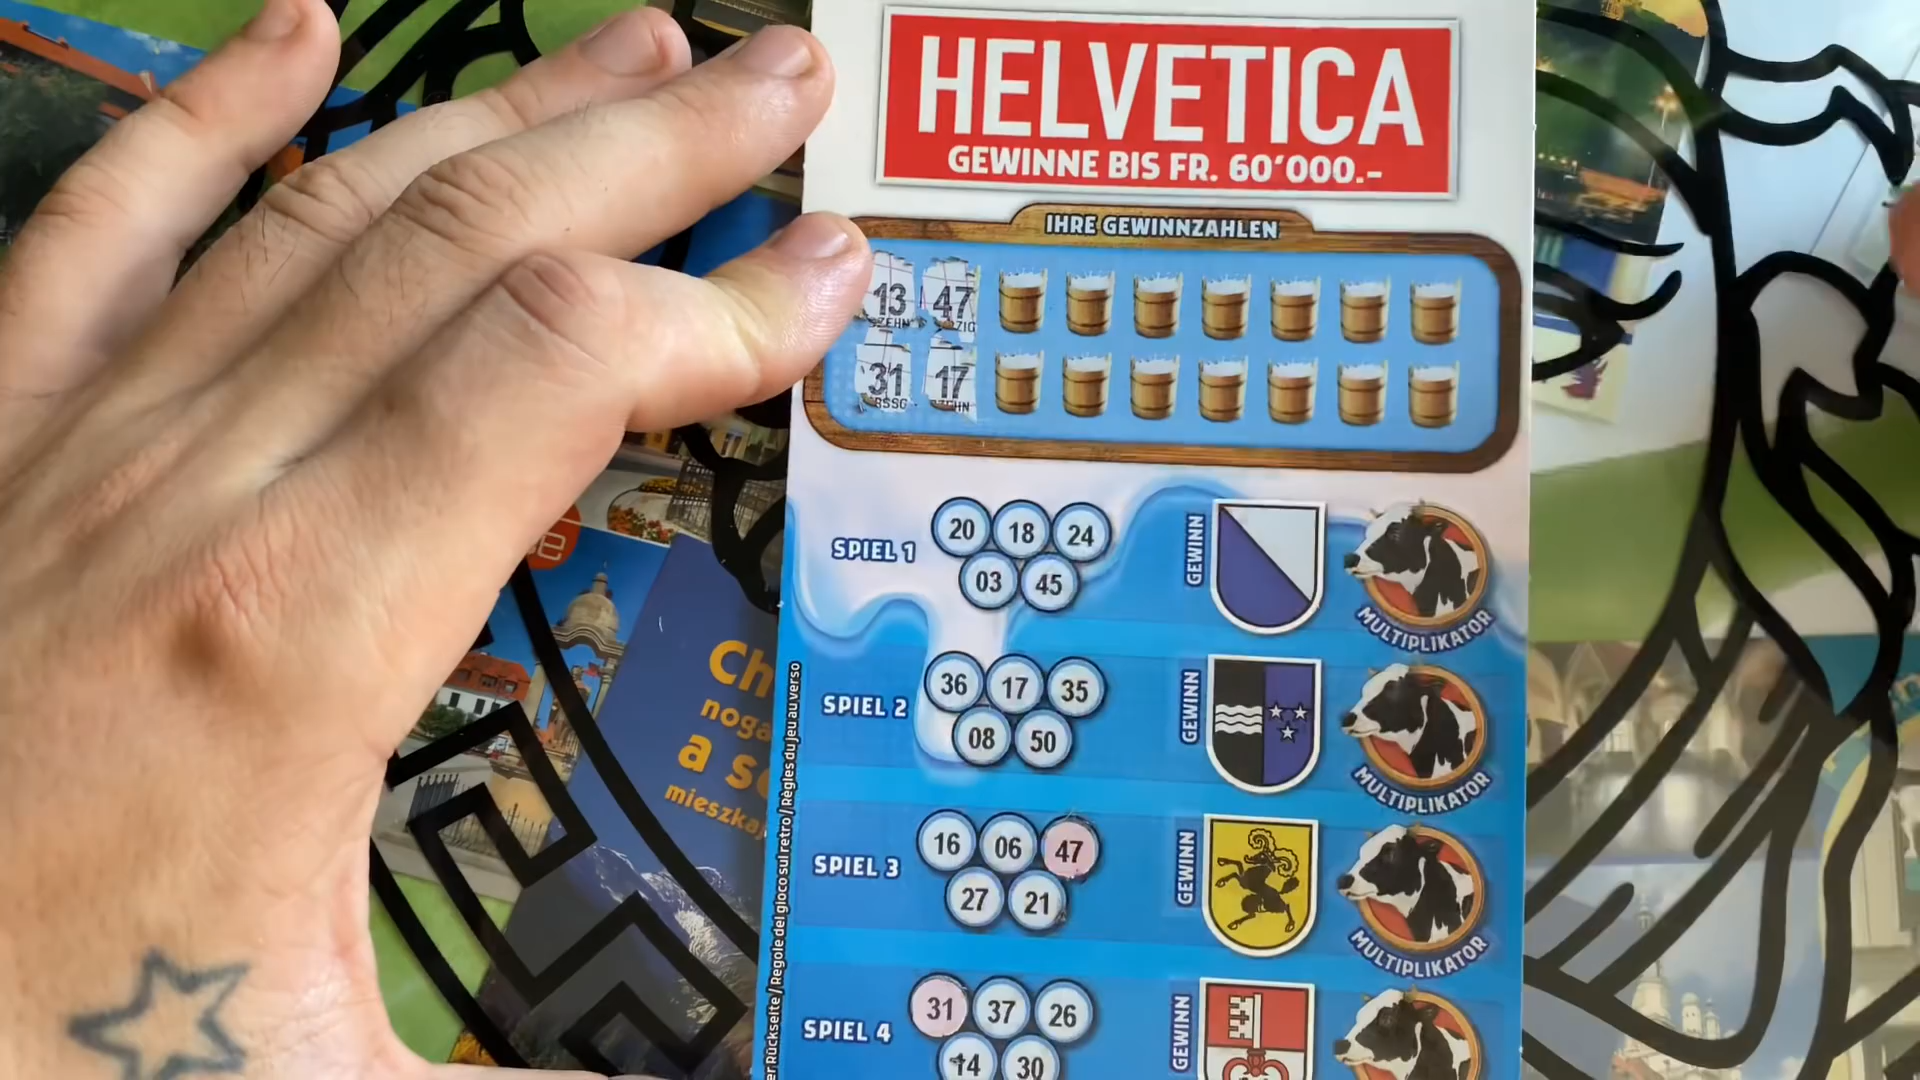 HELVETICA
GEWINNE BIS FR. 60'000.-
IHRE GEWINNZAHLEN
13 47
31 17
SPIEL 1
20 18 24
03 45
GEWINN
MULTIPLIKATOR
SPIEL 2
36 17 35
08 50
GEWINN
MULTIPLIKATOR
SPIEL 3
16 06 47
27 21
GEWINN
MULTIPLIKATOR
SPIEL 4
31 37 26
14 30
GEWINN
Rückseite / Regole del gioco sul retro / Règles du jeu au verso